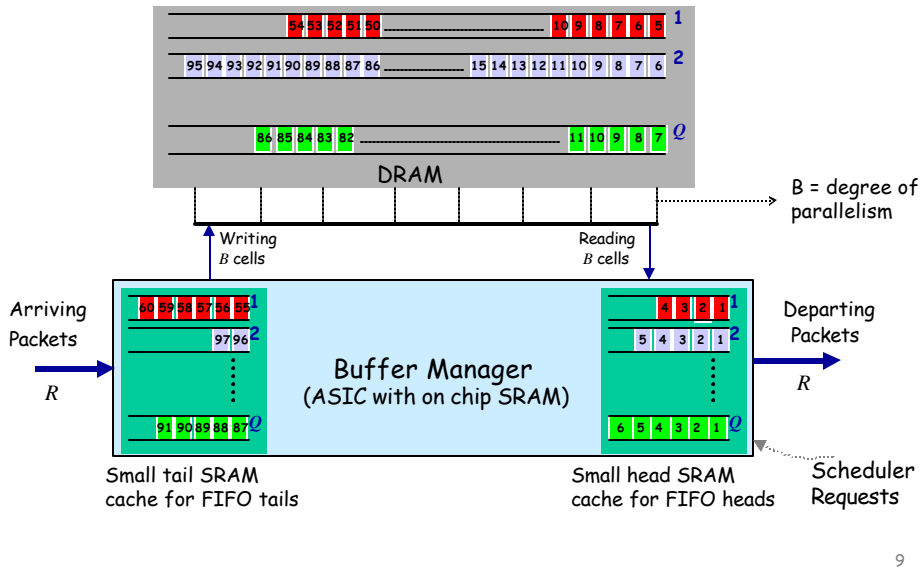 54 53 52 51 50 10 9 8 7 6 5 1
95 94 93 92 91 90 89 88 87 86 15 14 13 12 11 10 9 8 7 6 2
86 85 84 83 82 11 10 9 8 7 Q
DRAM
B = degree of
parallelism
Writing
B cells
Reading
B cells
Arriving
Packets
R
60 59 58 57 56 55 1
97 96 2
91 90 89 88 87 Q
Buffer Manager
(ASIC with on chip SRAM)
4 3 2 1 1
5 4 3 2 1 2
6 5 4 3 2 1 Q
Departing
Packets
R
Small tail SRAM
cache for FIFO tails
Small head SRAM
cache for FIFO heads
Scheduler
Requests
9